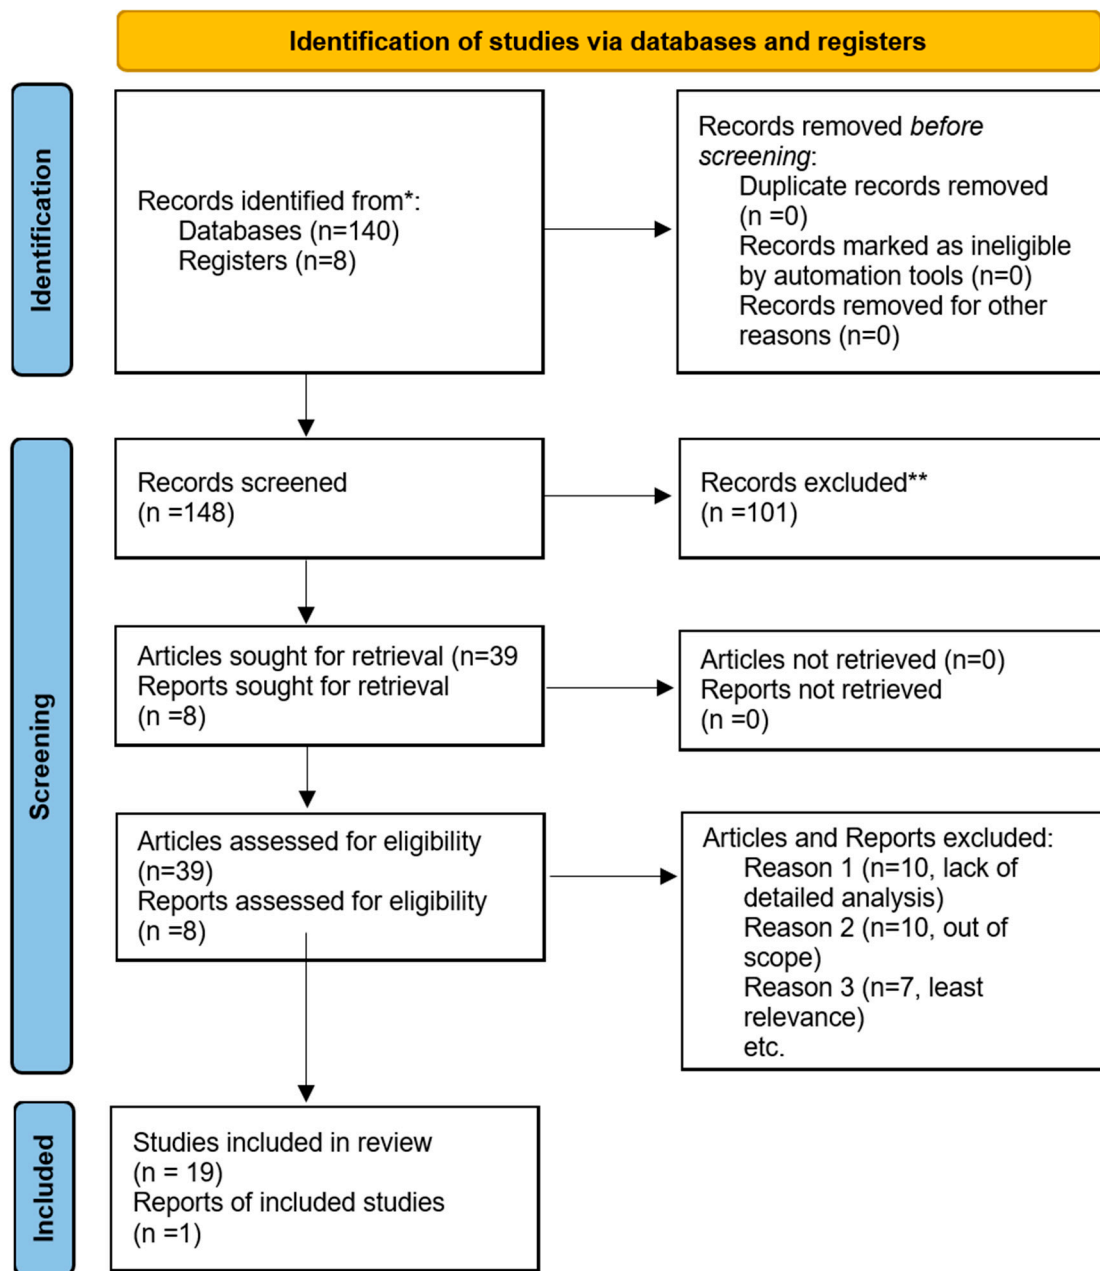 Identification of studies via databases and registers
Identification
Records identified from*:
Databases (n=140)
Registers (n=8)
Records removed before
screening:
Duplicate records removed
(n =0)
Records marked as ineligible
by automation tools (n=0)
Records removed for other
reasons (n=0)
Screening
Records screened
(n =148)
Records excluded**
(n =101)
Articles sought for retrieval (n=39
Reports sought for retrieval
(n =8)
Articles not retrieved (n=0)
Reports not retrieved
(n =0)
Articles assessed for eligibility
(n=39)
Reports assessed for eligibility
(n =8)
Articles and Reports excluded:
Reason 1 (n=10, lack of
detailed analysis)
Reason 2 (n=10, out of
scope)
Reason 3 (n=7, least
relevance)
etc.
Included
Studies included in review
(n = 19)
Reports of included studies
(n =1)